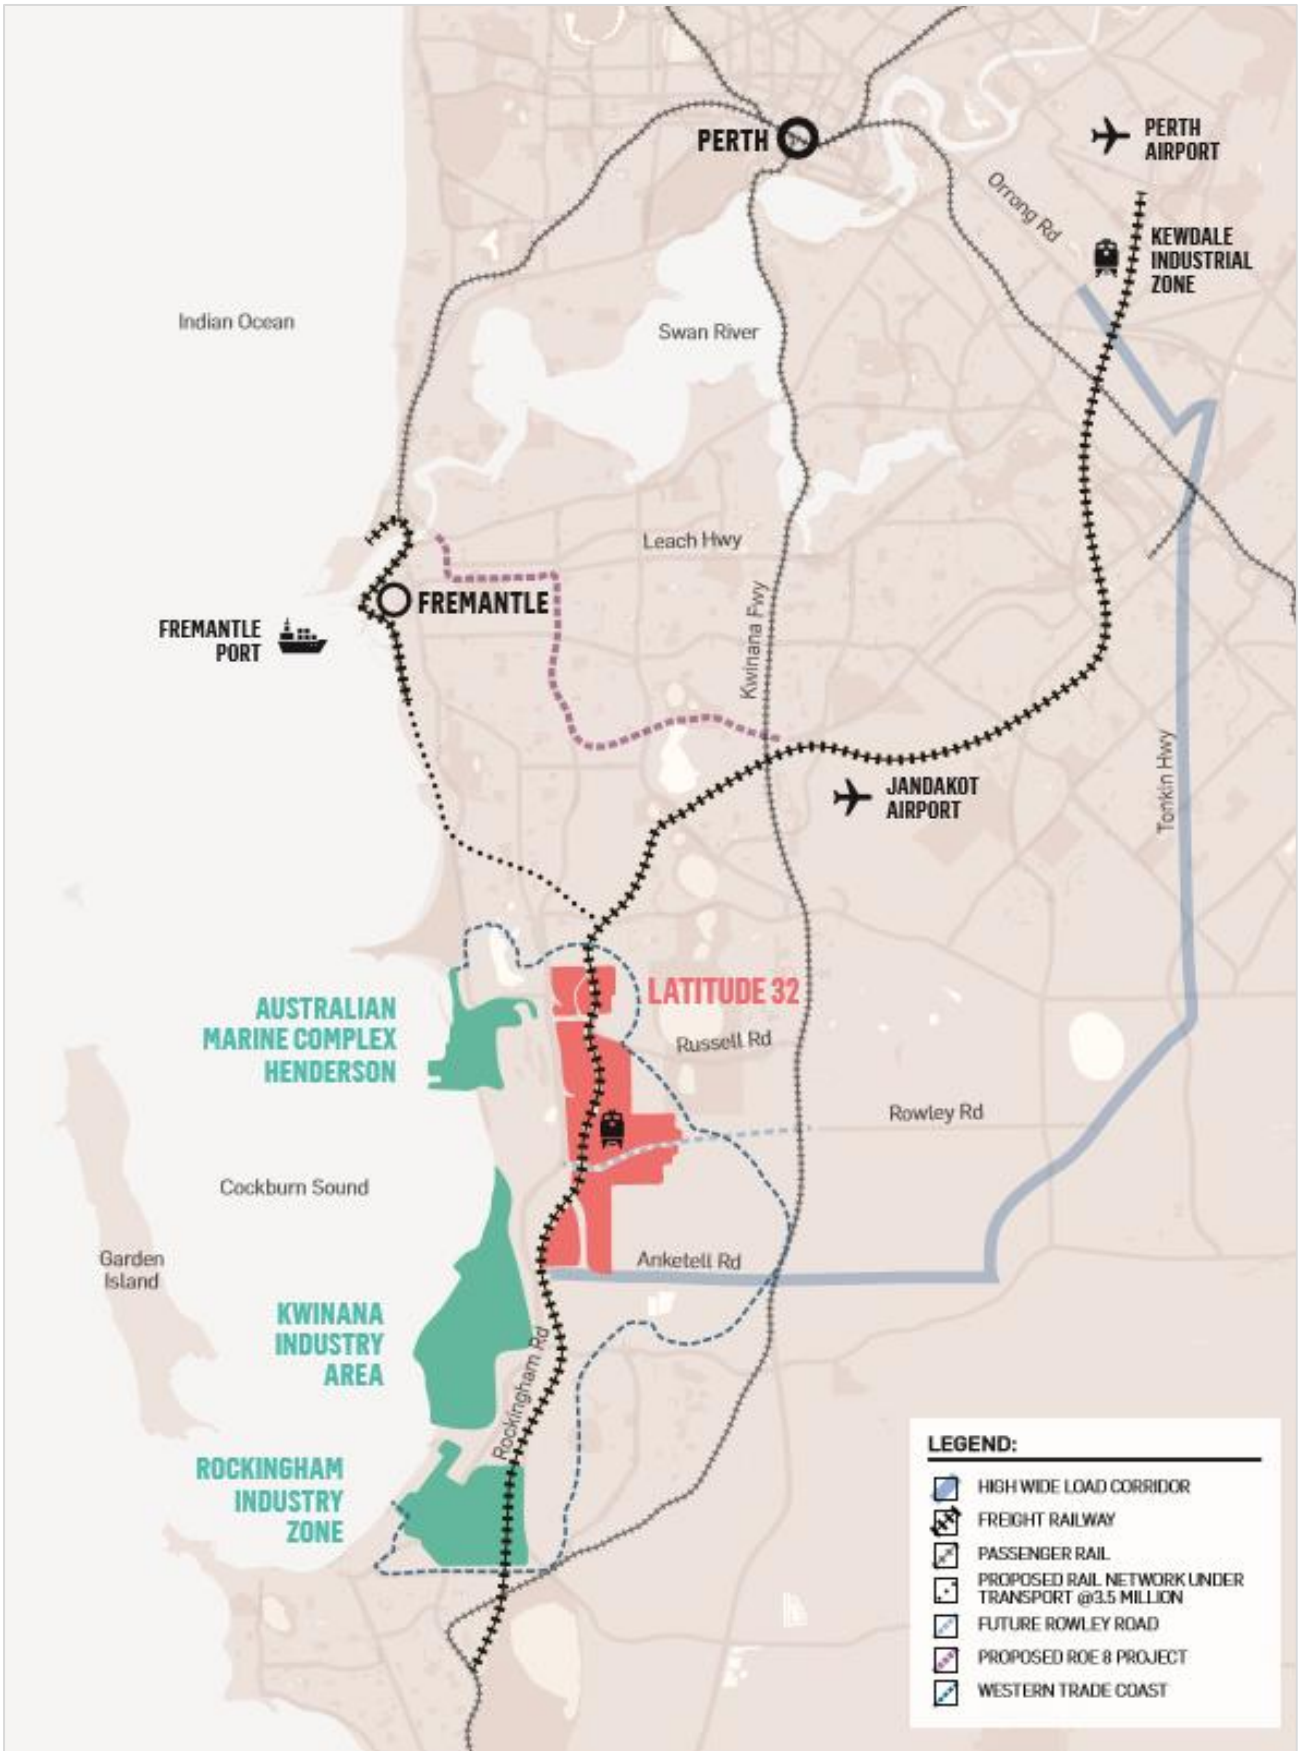 PERTH
PERTH
AIRPORT
Orrong Rd
KEWDALE
INDUSTRIAL
ZONE
Indian Ocean
Swan River
Leach Hwy
Kwinana Fwy
FREMANTLE
FREMANTLE
PORT
Tonkin Hwy
JANDAKOT
AIRPORT
LATITUDE 32
AUSTRALIAN
MARINE COMPLEX
HENDERSON
Russell Rd
Rowley Rd
Cockburn Sound
Garden
Island
Anketell Rd
KWINANA
INDUSTRY
AREA
Rockingham Rd
ROCKINGHAM
INDUSTRY
ZONE
LEGEND:
HIGH WIDE LOAD CORRIDOR
FREIGHT RAILWAY
PASSENGER RAIL
PROPOSED RAIL NETWORK UNDER
TRANSPORT @3.5 MILLION
FUTURE ROWLEY ROAD
PROPOSED ROE 8 PROJECT
WESTERN TRADE COAST